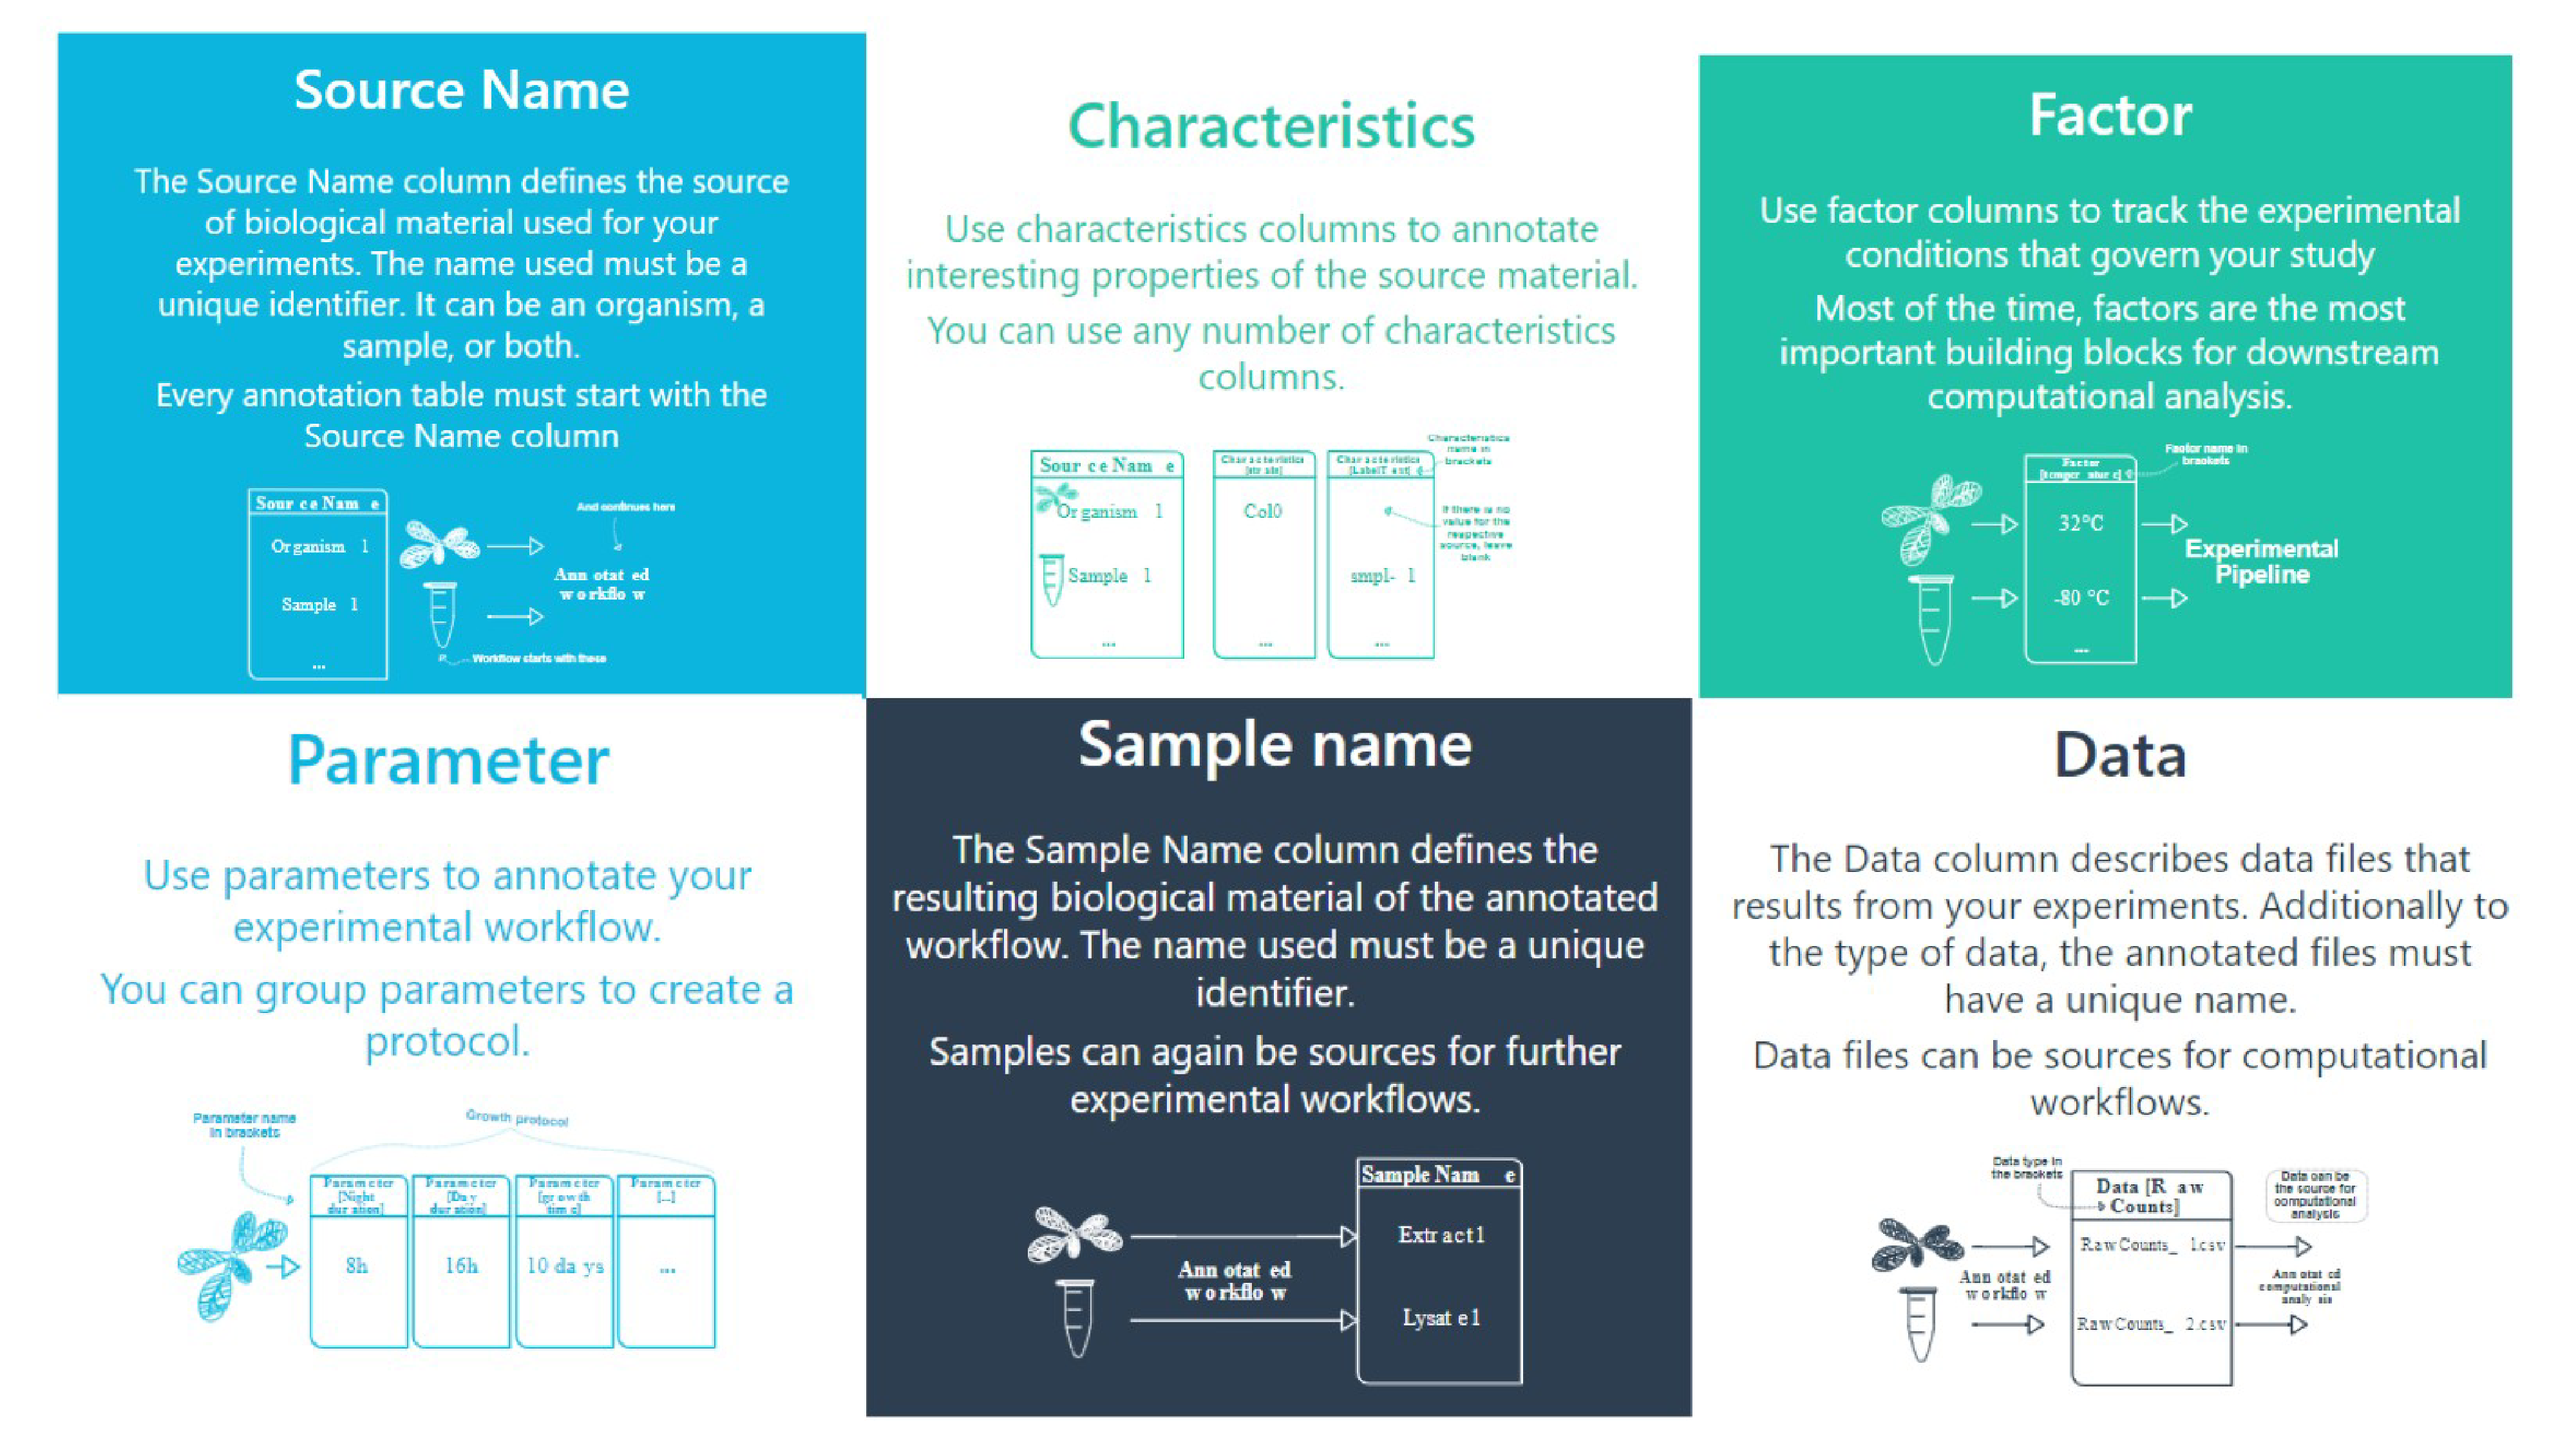 Source Name
The Source Name column defines the source
of biological material used for your
experiments. The name used must be a
unique identifier. It can be an organism, a
sample, or both.
Every annotation table must start with the
Source Name column
Sour ce Nam e
Organism 1
Sample 1
...
And continues here
Ann otat ed
w o rkflo w
Workflow starts with these
Characteristics
Use characteristics columns to annotate
interesting properties of the source material.
You can use any number of characteristics
columns.
Sour ce Nam e
Or ganism 1
Sample 1
...
Char a cte ristics
[str ain]
Col0
...
Char a cte ristics
[LabelT ext]
smpl- 1
...
Characteristics
name in
brackets
If there is no
value for the
respective
source, leave
blank
Factor
Use factor columns to track the experimental
conditions that govern your study
Most of the time, factors are the most
important building blocks for downstream
computational analysis.
Factor
[temper atur e]
32°C
-80 °C
...
Factor name in
brackets
Experimental
Pipeline
Parameter
Use parameters to annotate your
experimental workflow.
You can group parameters to create a
protocol.
Parameter name
in brackets
Growth protocol
Param eter
[Night
dur ation]
8h
Param eter
[Da y
dur ation]
16h
Param eter
[gr ow th
tim e]
10 da ys
Param eter
[...]
...
Sample name
The Sample Name column defines the
resulting biological material of the annotated
workflow. The name used must be a unique
identifier.
Samples can again be sources for further
experimental workflows.
Ann otat ed
w o rkflo w
Sample Nam e
Extr act1
Lysat e1
Data
The Data column describes data files that
results from your experiments. Additionally to
the type of data, the annotated files must
have a unique name.
Data files can be sources for computational
workflows.
Data type in
the brackets
Ann otat ed
w o rkflo w
Data [R aw
Counts]
Raw Counts_ 1.csv
Raw Counts_ 2.csv
Data can be
the source for
computational
analysis
Ann otat ed
computational
analy sis